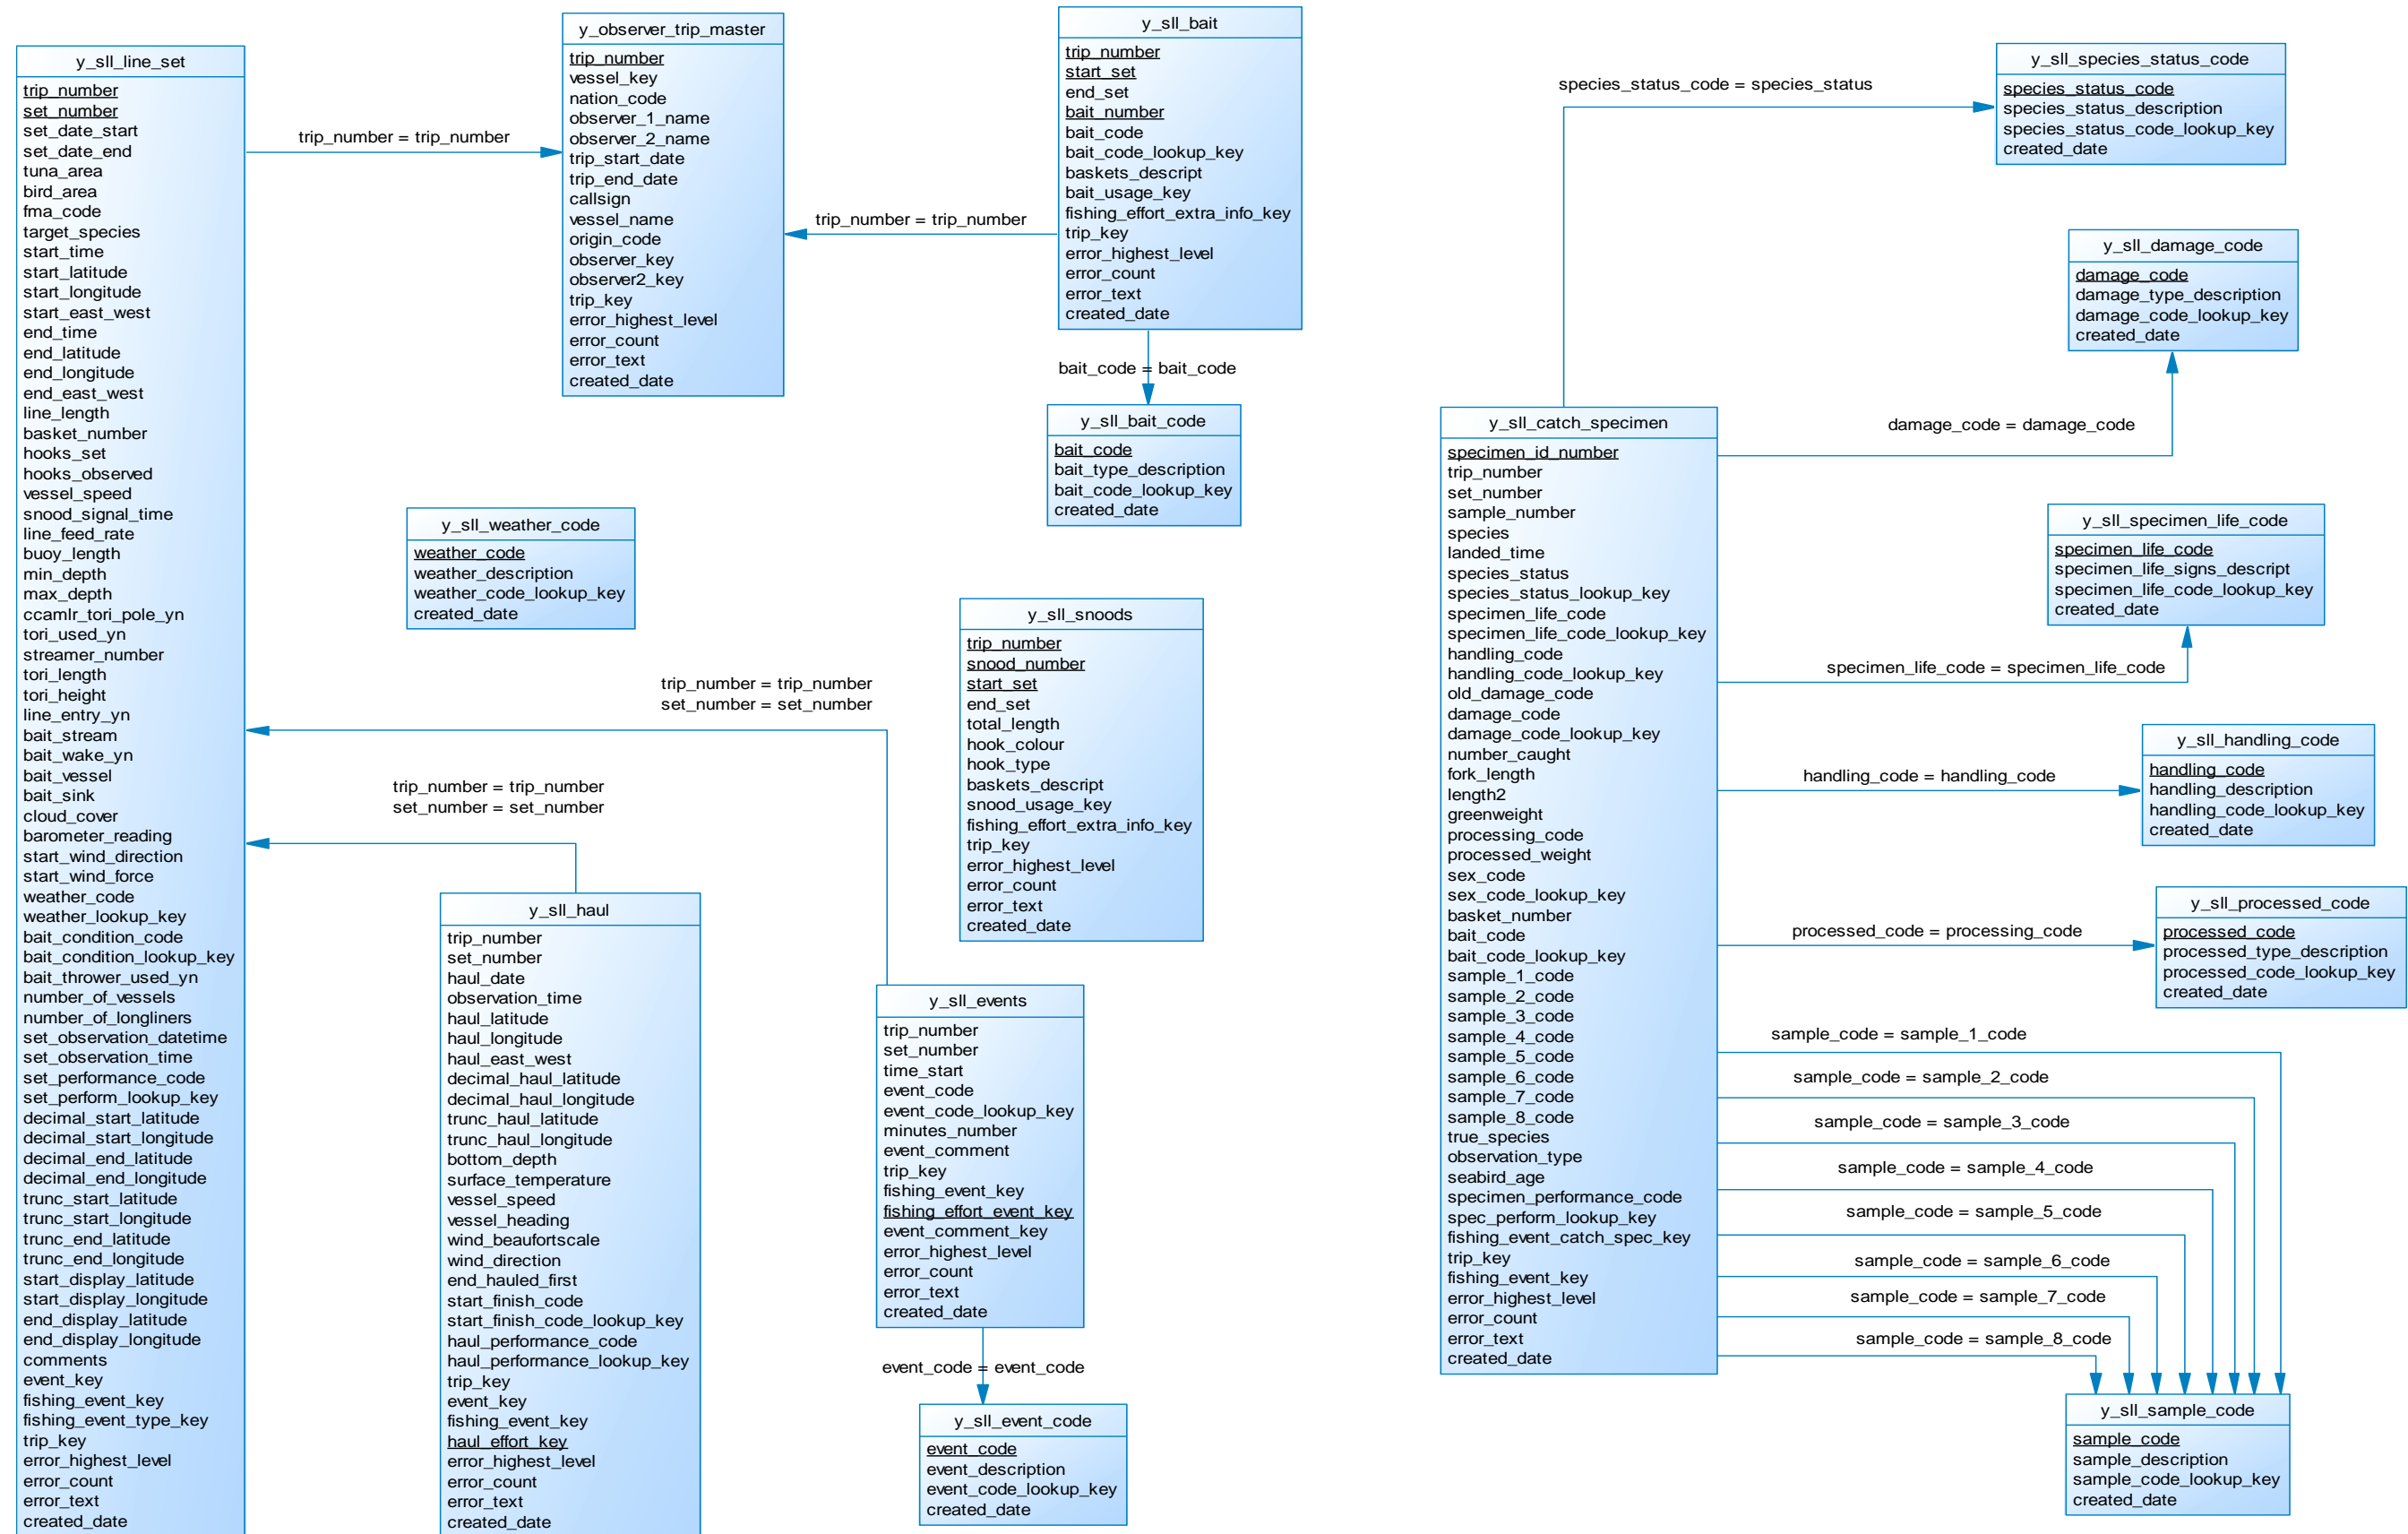 y_sll_line_set
trip_number
set_number
set_date_start
set_date_end
tuna_area
bird_area
fma_code
target_species
start_time
start_latitude
start_longitude
start_east_west
end_time
end_latitude
end_longitude
end_east_west
line_length
basket_number
hooks_set
hooks_observed
vessel_speed
snood_signal_time
line_feed_rate
buoy_length
min_depth
max_depth
ccamlr_tori_pole_yn
tori_used_yn
streamer_number
tori_length
tori_height
line_entry_yn
bait_stream
bait_wake_yn
bait_vessel
bait_sink
cloud_cover
barometer_reading
start_wind_direction
start_wind_force
weather_code
weather_lookup_key
bait_condition_code
bait_condition_lookup_key
bait_thrower_used_yn
number_of_vessels
number_of_longliners
set_observation_datetime
set_observation_time
set_performance_code
set_perform_lookup_key
decimal_start_latitude
decimal_start_longitude
decimal_end_latitude
decimal_end_longitude
trunc_start_latitude
trunc_start_longitude
trunc_end_latitude
trunc_end_longitude
start_display_latitude
start_display_longitude
end_display_latitude
end_display_longitude
comments
event_key
fishing_event_key
fishing_event_type_key
trip_key
error_highest_level
error_count
error_text
created_date
trip_number = trip_number
y_observer_trip_master
trip_number
vessel_key
nation_code
observer_1_name
observer_2_name
trip_start_date
trip_end_date
callsign
vessel_name
origin_code
observer_key
observer2_key
trip_key
error_highest_level
error_count
error_text
created_date
trip_number = trip_number
y_sll_bait
trip_number
start_set
end_set
bait_number
bait_code
bait_code_lookup_key
baskets_descript
bait_usage_key
fishing_effort_extra_info_key
trip_key
error_highest_level
error_count
error_text
created_date
bait_code = bait_code
y_sll_bait_code
bait_code
bait_type_description
bait_code_lookup_key
created_date
y_sll_weather_code
weather_code
weather_description
weather_code_lookup_key
created_date
y_sll_snoods
trip_number
snood_number
start_set
end_set
total_length
hook_colour
hook_type
baskets_descript
snood_usage_key
fishing_effort_extra_info_key
trip_key
error_highest_level
error_count
error_text
created_date
trip_number = trip_number
set_number = set_number
trip_number = trip_number
set_number = set_number
y_sll_haul
trip_number
set_number
haul_date
observation_time
haul_latitude
haul_longitude
haul_east_west
decimal_haul_latitude
decimal_haul_longitude
trunc_haul_latitude
trunc_haul_longitude
bottom_depth
surface_temperature
vessel_speed
vessel_heading
wind_beaufortscale
wind_direction
end_hauled_first
start_finish_code
start_finish_code_lookup_key
haul_performance_code
haul_performance_lookup_key
trip_key
event_key
fishing_event_key
haul_effort_key
error_highest_level
error_count
error_text
created_date
y_sll_events
trip_number
set_number
time_start
event_code
event_code_lookup_key
minutes_number
event_comment
trip_key
fishing_event_key
fishing_effort_event_key
event_comment_key
error_highest_level
error_count
error_text
created_date
event_code = event_code
y_sll_event_code
event_code
event_description
event_code_lookup_key
created_date
y_sll_catch_specimen
specimen_id_number
trip_number
set_number
sample_number
species
landed_time
species_status
species_status_lookup_key
specimen_life_code
specimen_life_code_lookup_key
handling_code
handling_code_lookup_key
old_damage_code
damage_code
damage_code_lookup_key
number_caught
fork_length
length2
greenweight
processing_code
processed_weight
sex_code
sex_code_lookup_key
basket_number
bait_code
bait_code_lookup_key
sample_1_code
sample_2_code
sample_3_code
sample_4_code
sample_5_code
sample_6_code
sample_7_code
sample_8_code
true_species
observation_type
seabird_age
specimen_performance_code
spec_perform_lookup_key
fishing_event_catch_spec_key
trip_key
fishing_event_key
error_highest_level
error_count
error_text
created_date
species_status_code = species_status
y_sll_species_status_code
species_status_code
species_status_description
species_status_code_lookup_key
created_date
damage_code = damage_code
y_sll_damage_code
damage_code
damage_type_description
damage_code_lookup_key
created_date
specimen_life_code = specimen_life_code
y_sll_specimen_life_code
specimen_life_code
specimen_life_signs_descript
specimen_life_code_lookup_key
created_date
handling_code = handling_code
y_sll_handling_code
handling_code
handling_description
handling_code_lookup_key
created_date
processed_code = processing_code
y_sll_processed_code
processed_code
processed_type_description
processed_code_lookup_key
created_date
sample_code = sample_1_code
sample_code = sample_2_code
sample_code = sample_3_code
sample_code = sample_4_code
sample_code = sample_5_code
sample_code = sample_6_code
sample_code = sample_7_code
sample_code = sample_8_code
y_sll_sample_code
sample_code
sample_description
sample_code_lookup_key
created_date